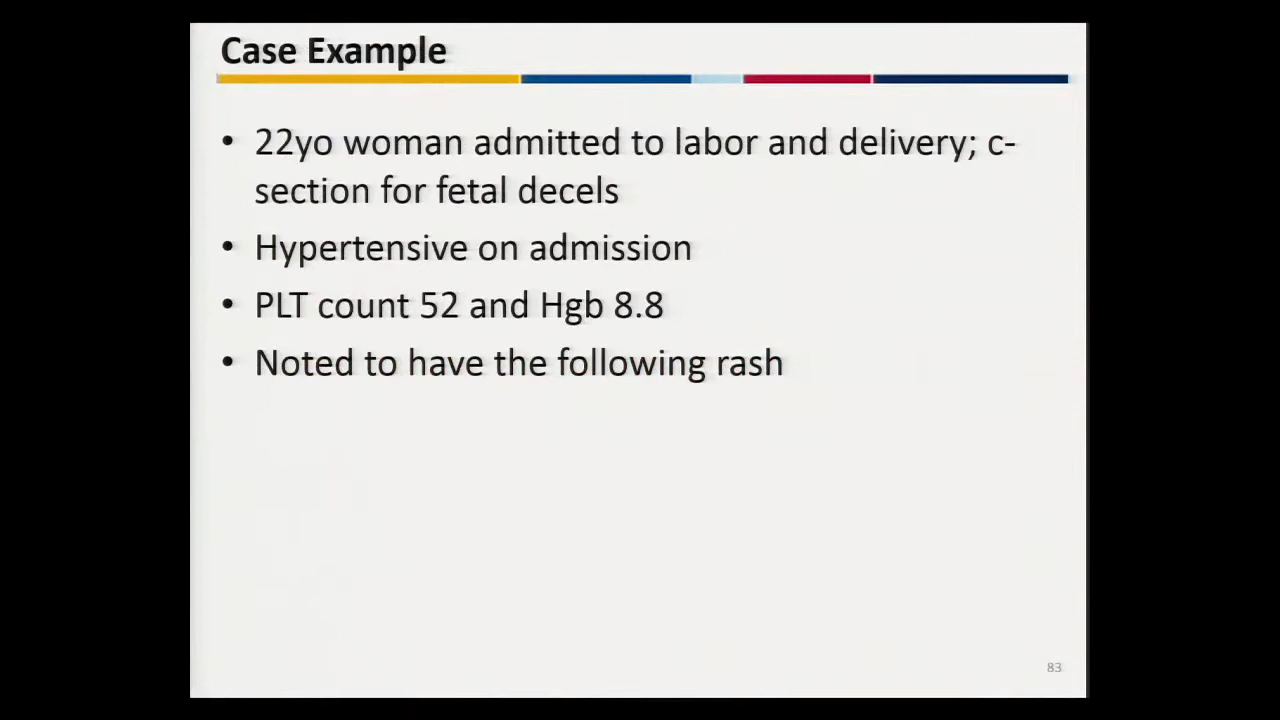 Case Example
• 22yo woman admitted to labor and delivery; c-
section for fetal decels
• Hypertensive on admission
• PLT count 52 and Hgb 8.8
• Noted to have the following rash
83